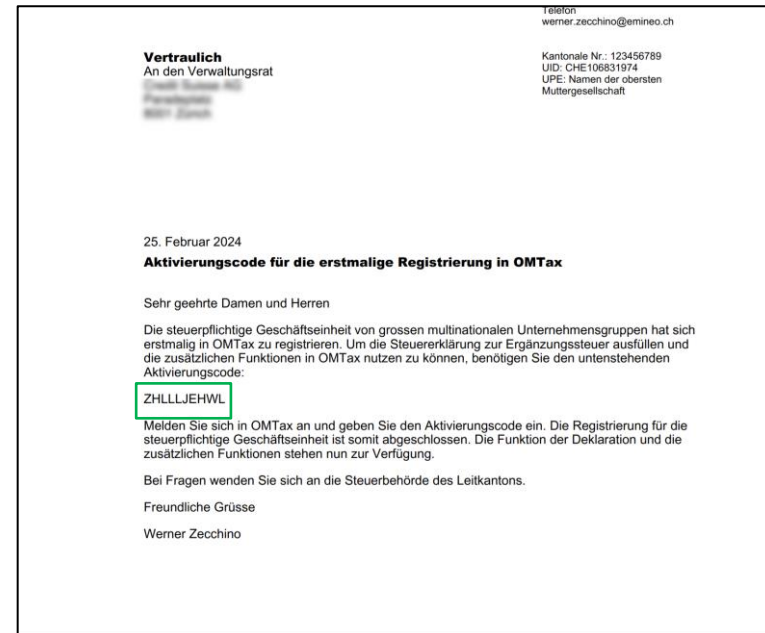 Telefon
werner.zecchino@emineo.ch
Vertraulich
An den Verwaltungsrat
Kantonale Nr.: 123456789
UID: CHE106831974
UPE: Namen der obersten
Muttergesellschaft
25. Februar 2024
Aktivierungscode für die erstmalige Registrierung in OMTax
Sehr geehrte Damen und Herren
Die steuerpflichtige Geschäftseinheit von grossen multinationalen Unternehmensgruppen hat sich
erstmalig in OMTax zu registrieren. Um die Steuererklärung zur Ergänzungssteuer ausfüllen und
die zusätzlichen Funktionen in OMTax nutzen zu können, benötigen Sie den untenstehenden
Aktivierungscode:
ZHLLLJEHWL
Melden Sie sich in OMTax an und geben Sie den Aktivierungscode ein. Die Registrierung für die
steuerpflichtige Geschäftseinheit ist somit abgeschlossen. Die Funktion der Deklaration und die
zusätzlichen Funktionen stehen nun zur Verfügung.
Bei Fragen wenden Sie sich an die Steuerbehörde des Leitkantons.
Freundliche Grüsse
Werner Zecchino